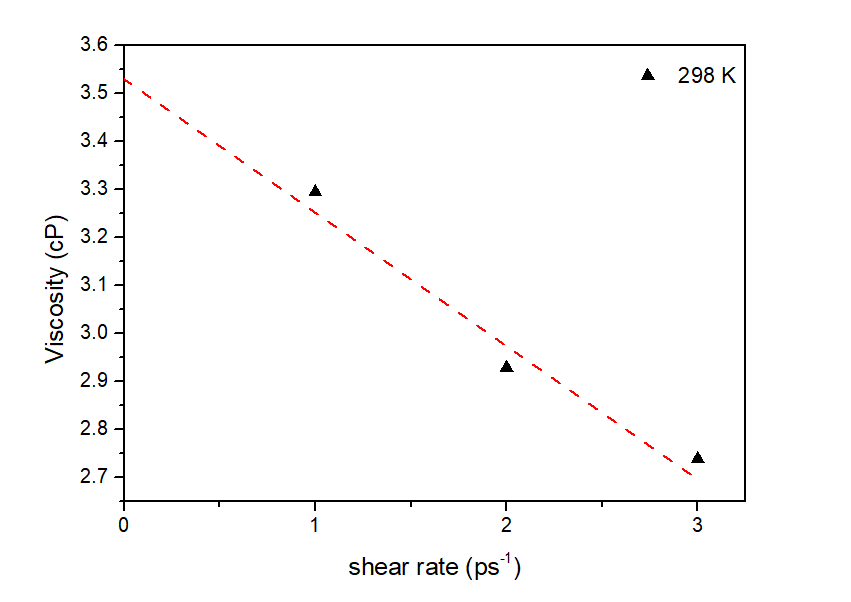 298 K
3.6
3.5
3.4
3.3
3.2
3.1
3.0
2.9
2.8
2.7
Viscosity (cP)
0 1 2 3
shear rate (ps⁻¹)